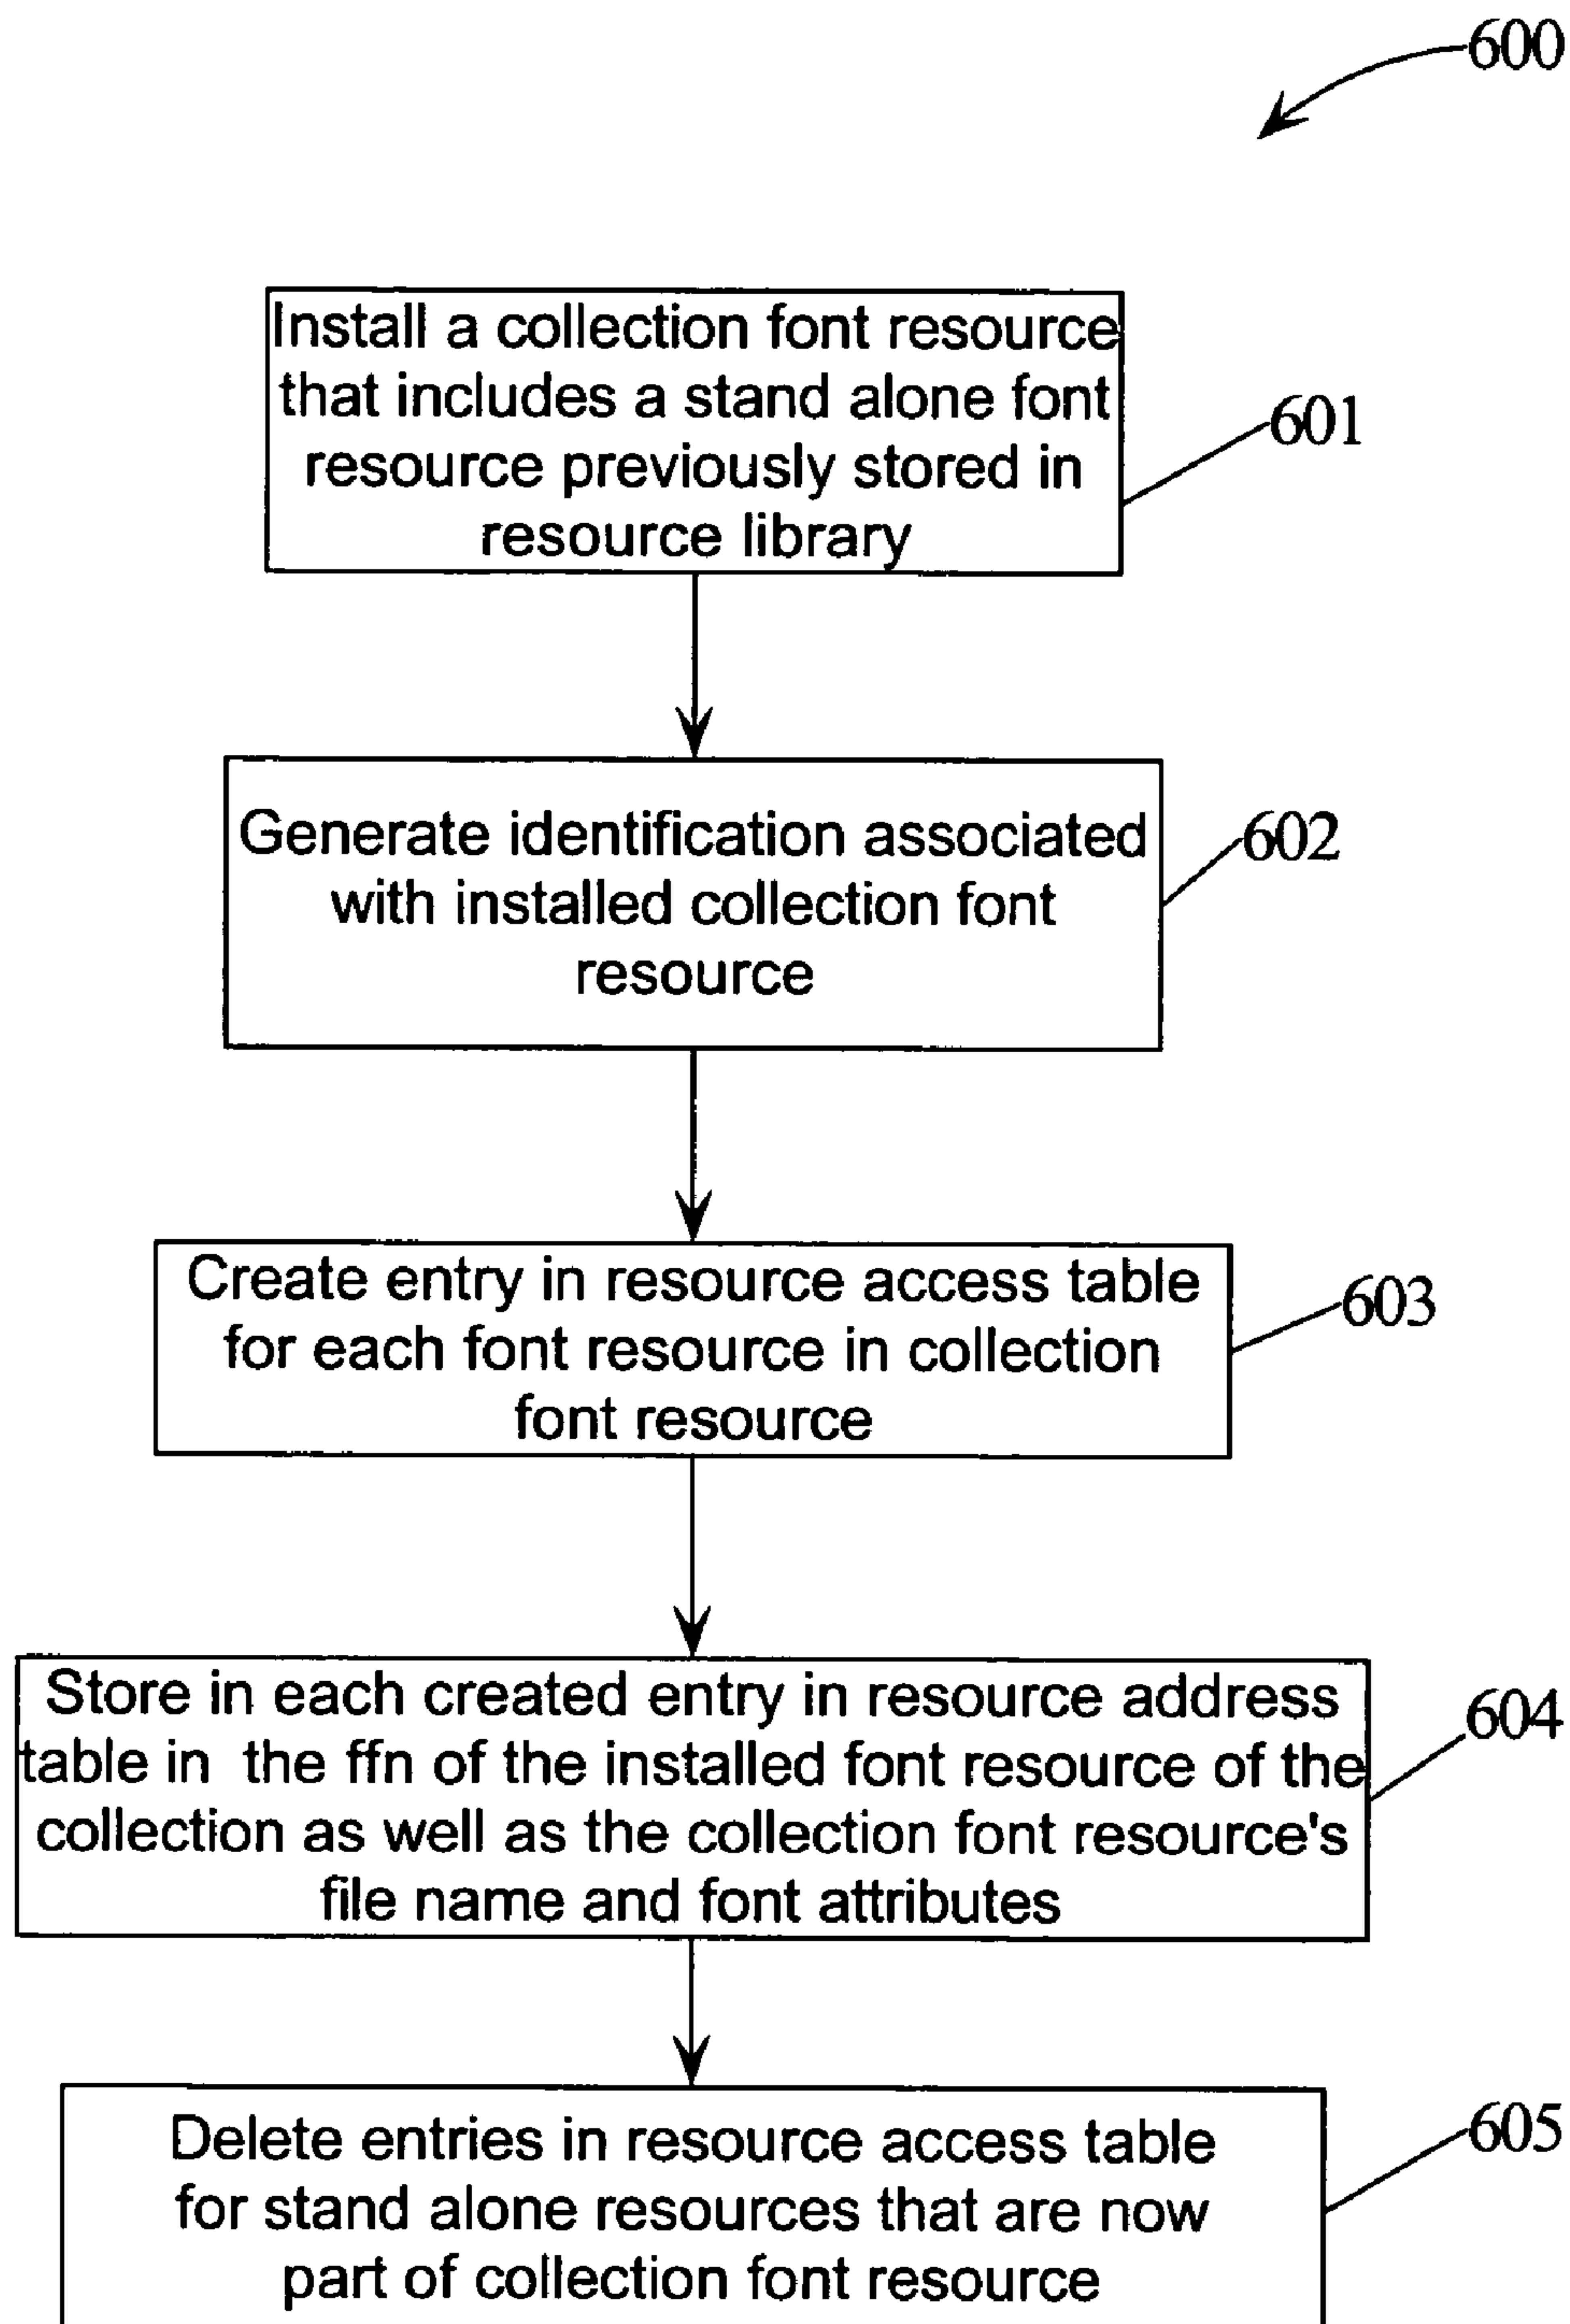 600
Install a collection font resource
that includes a stand alone font
resource previously stored in
resource library
601
Generate identification associated
with installed collection font
resource
602
Create entry in resource access table
for each font resource in collection
font resource
603
Store in each created entry in resource address
table in the ffn of the installed font resource of the
collection as well as the collection font resource's
file name and font attributes
604
Delete entries in resource access table
for stand alone resources that are now
part of collection font resource
605